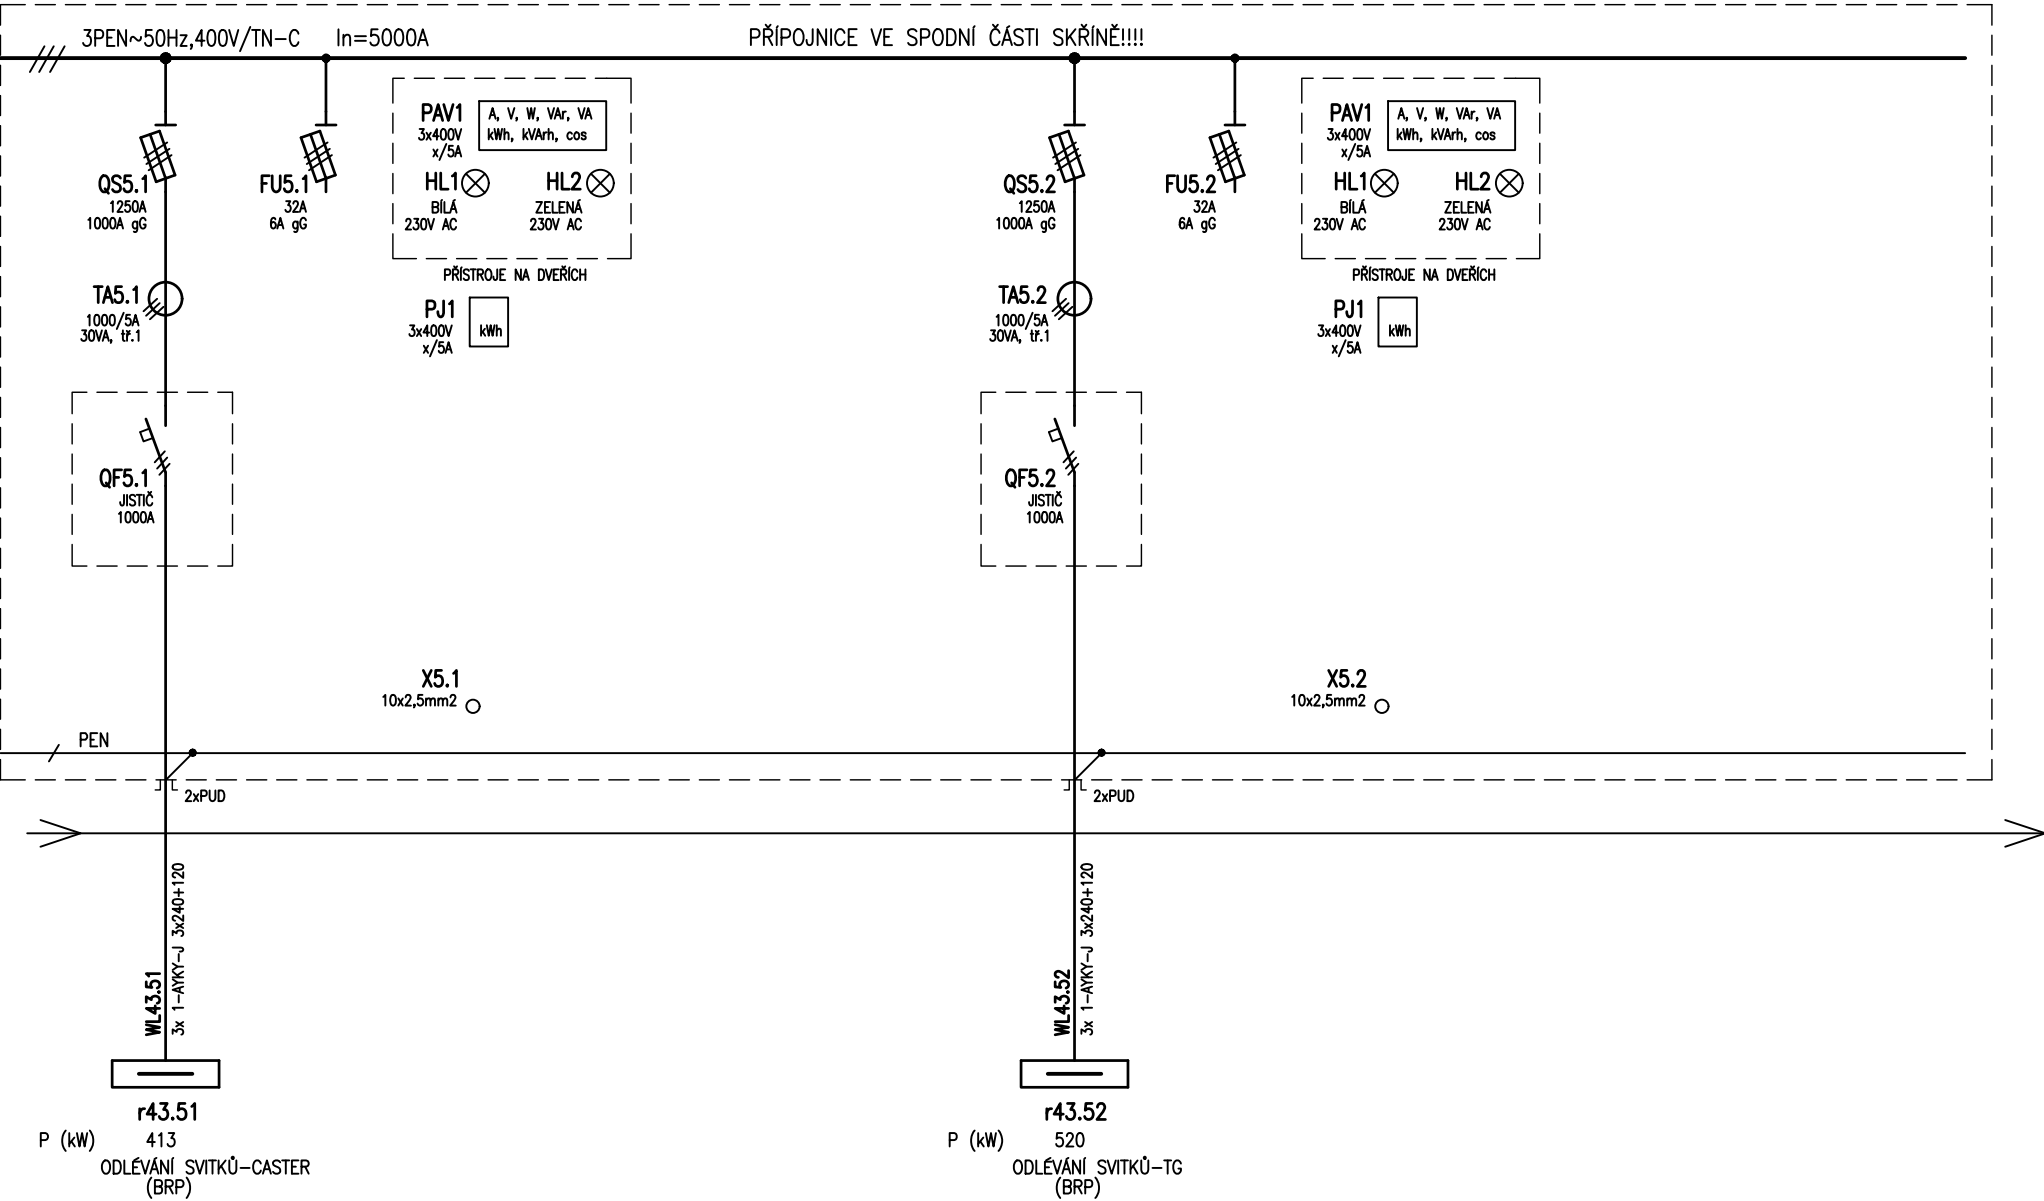 3PEN~50Hz,400V/TN-C In=5000A PŘÍPOJNICE VE SPODNÍ ČÁSTI SKŘÍNĚ!!!!
QS5.1
1250A
1000A gG
FU5.1
32A
6A gG
PAV1
3x400V
x/5A
A, V, W, VAr, VA
kWh, kVArh, cos
HL1
BÍLÁ
230V AC
HL2
ZELENÁ
230V AC
PŘÍSTROJE NA DVEŘÍCH
TA5.1
1000/5A
30VA, tř.1
PJ1
3x400V
x/5A
kWh
QF5.1
JISTIČ
1000A
X5.1
10x2,5mm2
QS5.2
1250A
1000A gG
FU5.2
32A
6A gG
PAV1
3x400V
x/5A
A, V, W, VAr, VA
kWh, kVArh, cos
HL1
BÍLÁ
230V AC
HL2
ZELENÁ
230V AC
PŘÍSTROJE NA DVEŘÍCH
TA5.2
1000/5A
30VA, tř.1
PJ1
3x400V
x/5A
kWh
QF5.2
JISTIČ
1000A
X5.2
10x2,5mm2
PEN
2xPUD
2xPUD
WL43.51
3x 1-AYKY-J 3x240+120
r43.51
P (kW) 413
ODLÉVÁNÍ SVITKŮ-CASTER
(BRP)
WL43.52
3x 1-AYKY-J 3x240+120
r43.52
P (kW) 520
ODLÉVÁNÍ SVITKŮ-TG
(BRP)